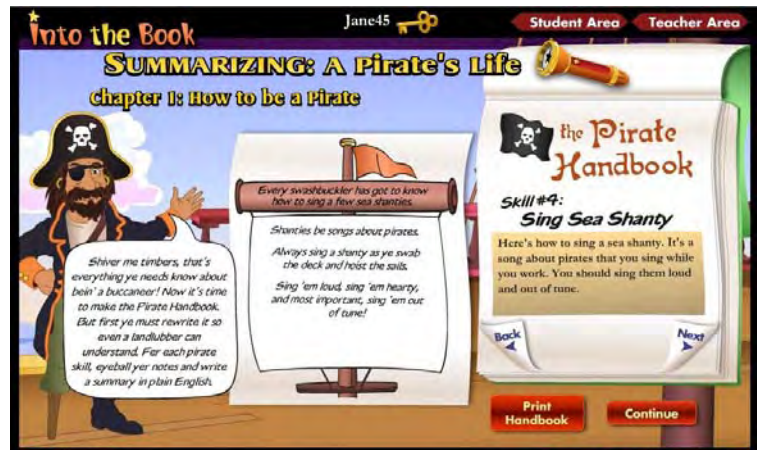 Into the Book
Jane45
Student Area
Teacher Area
SUMMARIZING: A Pirate's Life
Chapter 1: How to be a Pirate
Shiver me timbers, that's
everything ye needs know about
bein' a buccaneer! Now it's time
to make the Pirate Handbook.
But first ye must rewrite it so
even a landlubber can
understand. Fer each pirate
skill, eyeball yer notes and write
a summary in plain English.
Every swashbuckler has got to know
how to sing a few sea shanties.
Shanties be songs about pirates.
Always sing a shanty as ye swab
the deck and hoist the sails.
Sing 'em loud, sing 'em hearty,
and most important, sing 'em out
of tune!
the Pirate
Handbook
Skill #4:
Sing Sea Shanty
Here's how to sing a sea shanty. It's a
song about pirates that you sing while
you work. You should sing them loud
and out of tune.
Back
Next
Print
Handbook
Continue